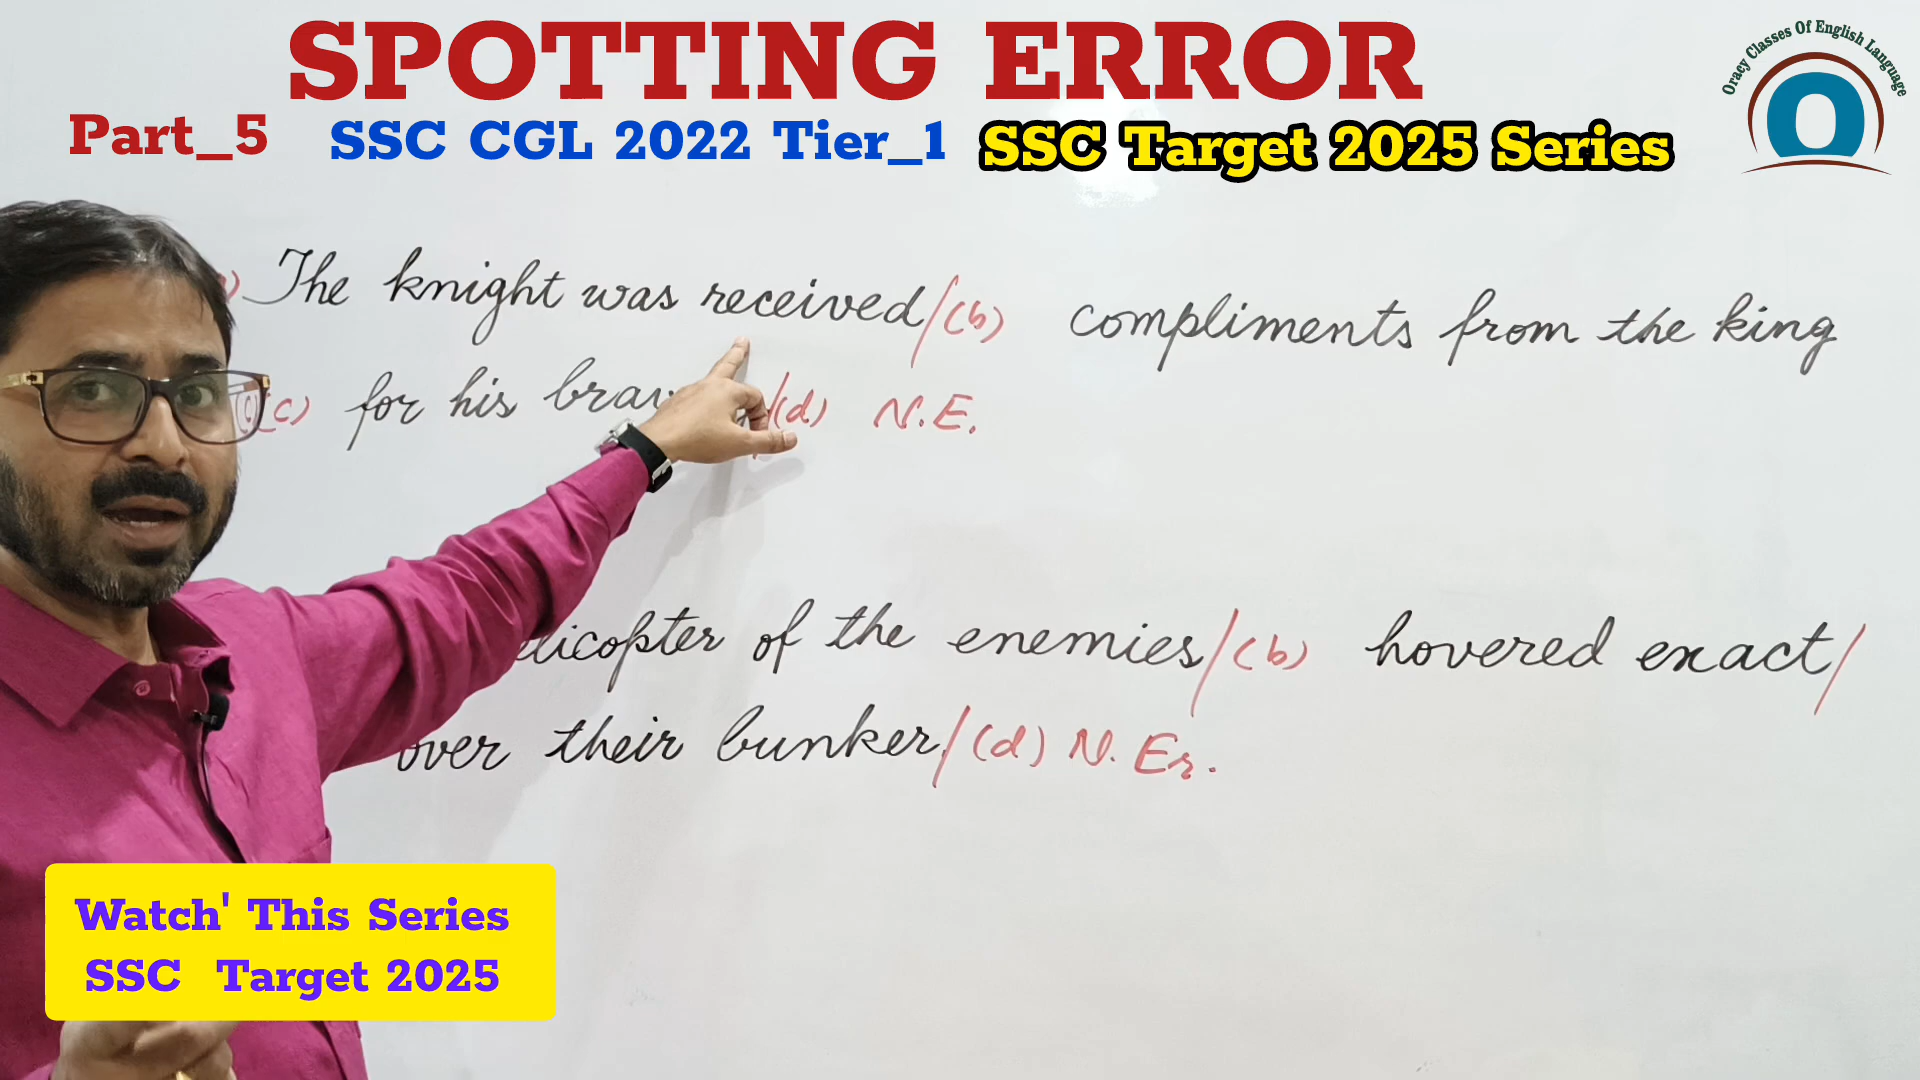 SPOTTING ERROR
Oracy Classes Of English Language
Part_5 SSC CGL 2022 Tier_1 SSC Target 2025 Series
The knight was received/(b) compliments from the king
(c) for his /(d) N.E.
of the enemies/(b) hovered exact/
over their bunker/(d) N. Er.
Watch' This Series
SSC Target 2025